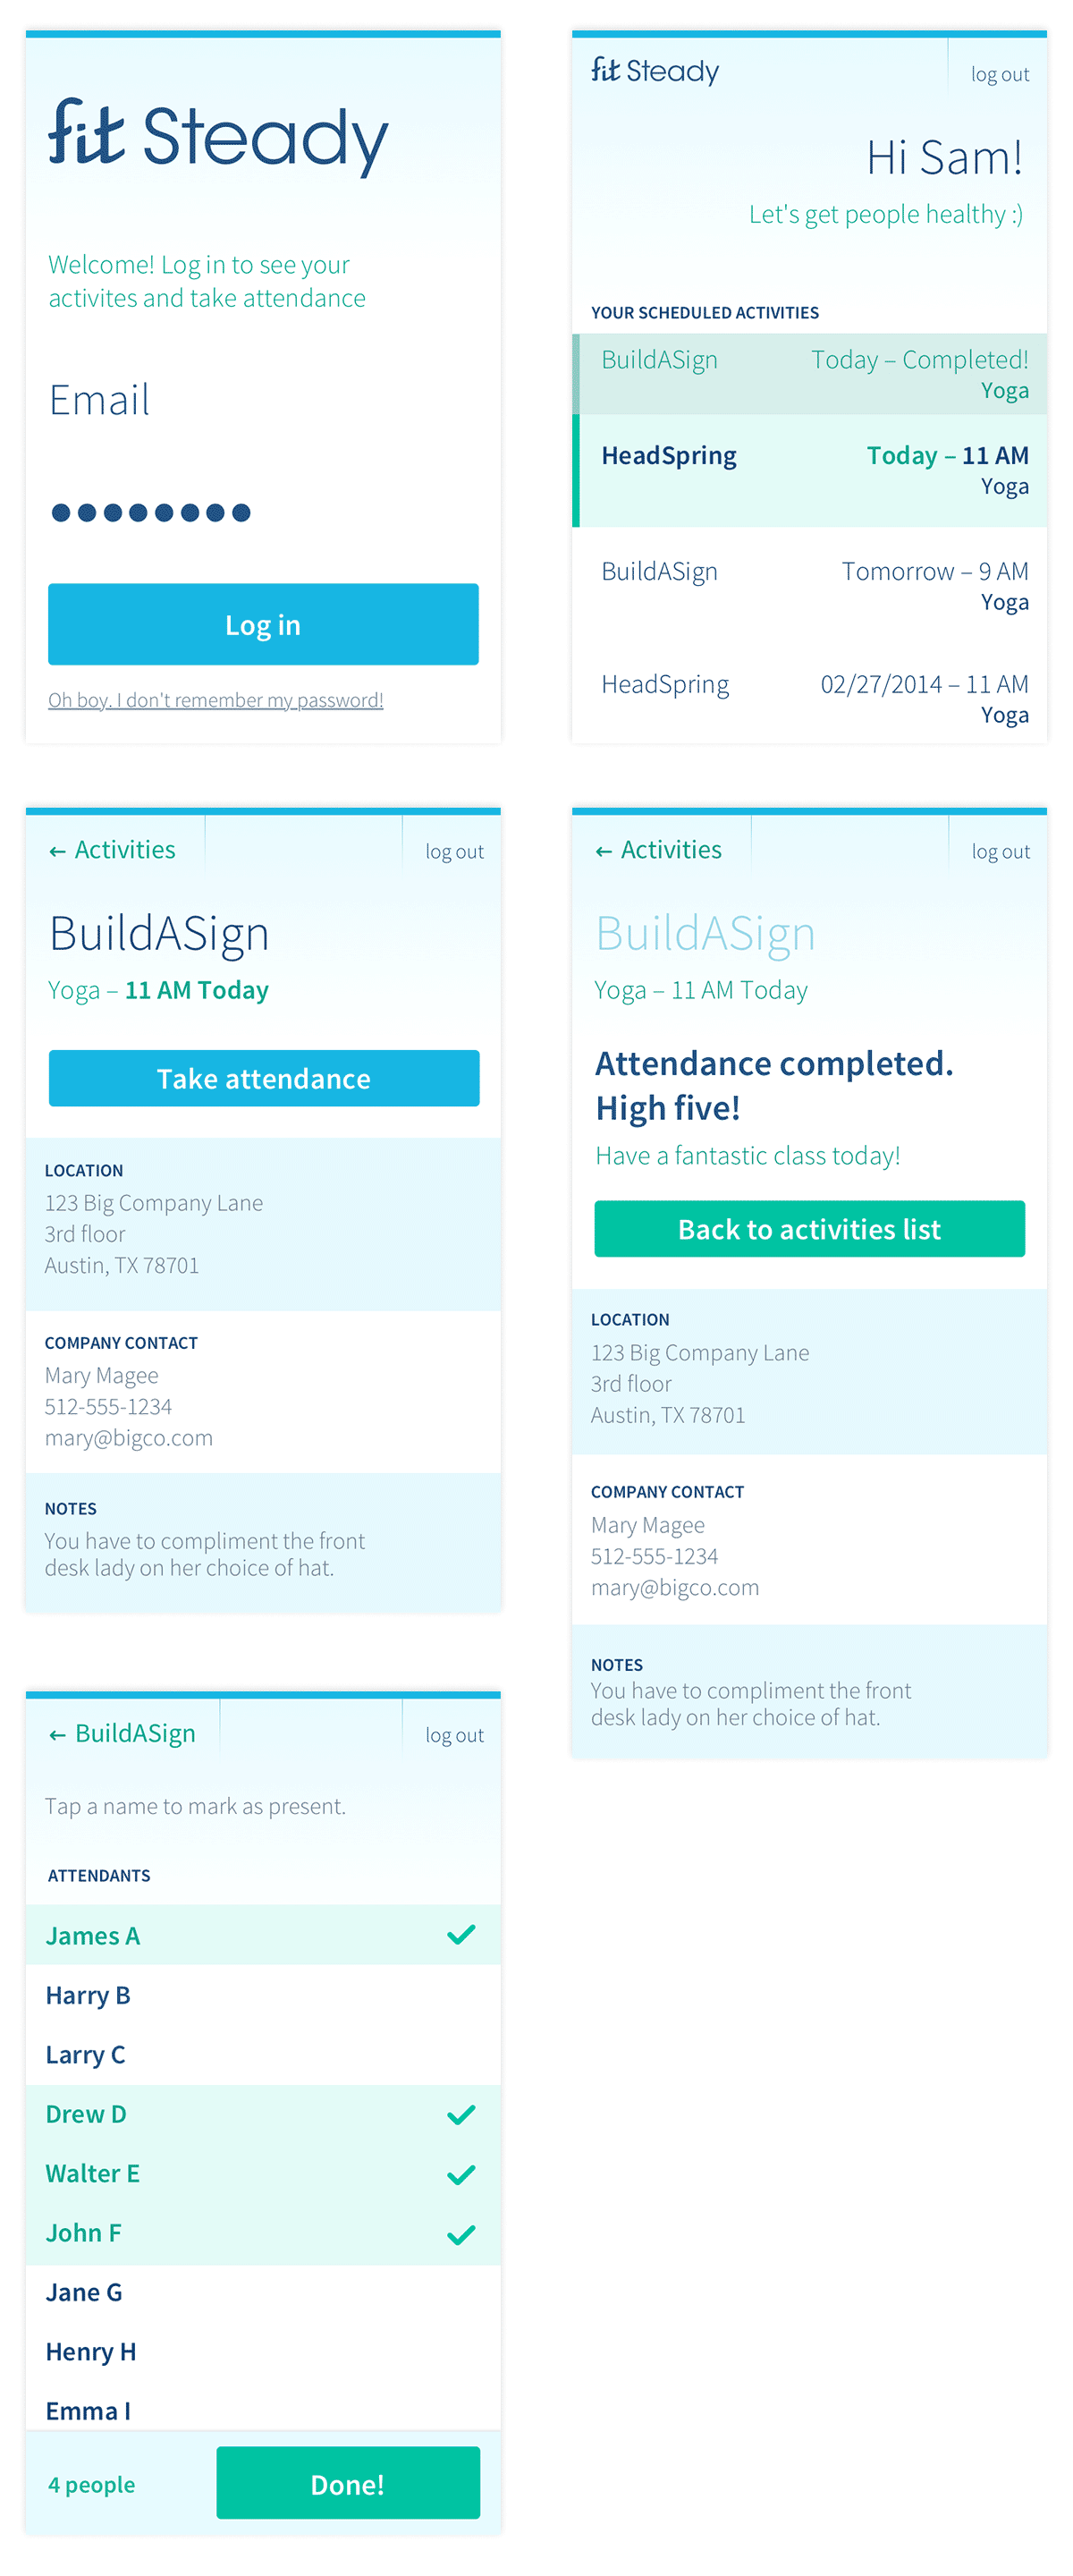 fit Steady
Welcome! Log in to see your
activites and take attendance
Email
Log in
Oh boy. I don't remember my password!
fit Steady
log out
Hi Sam!
Let's get people healthy :)
YOUR SCHEDULED ACTIVITIES
BuildASign Today – Completed!
Yoga
HeadSpring Today – 11 AM
Yoga
BuildASign Tomorrow – 9 AM
Yoga
HeadSpring 02/27/2014 – 11 AM
Yoga
← Activities log out
BuildASign
Yoga – 11 AM Today
Take attendance
LOCATION
123 Big Company Lane
3rd floor
Austin, TX 78701
COMPANY CONTACT
Mary Magee
512-555-1234
mary@bigco.com
NOTES
You have to compliment the front
desk lady on her choice of hat.
← Activities log out
BuildASign
Yoga – 11 AM Today
Attendance completed.
High five!
Have a fantastic class today!
Back to activities list
LOCATION
123 Big Company Lane
3rd floor
Austin, TX 78701
COMPANY CONTACT
Mary Magee
512-555-1234
mary@bigco.com
NOTES
You have to compliment the front
desk lady on her choice of hat.
← BuildASign log out
Tap a name to mark as present.
ATTENDANTS
James A
Harry B
Larry C
Drew D
Walter E
John F
Jane G
Henry H
Emma I
4 people Done!